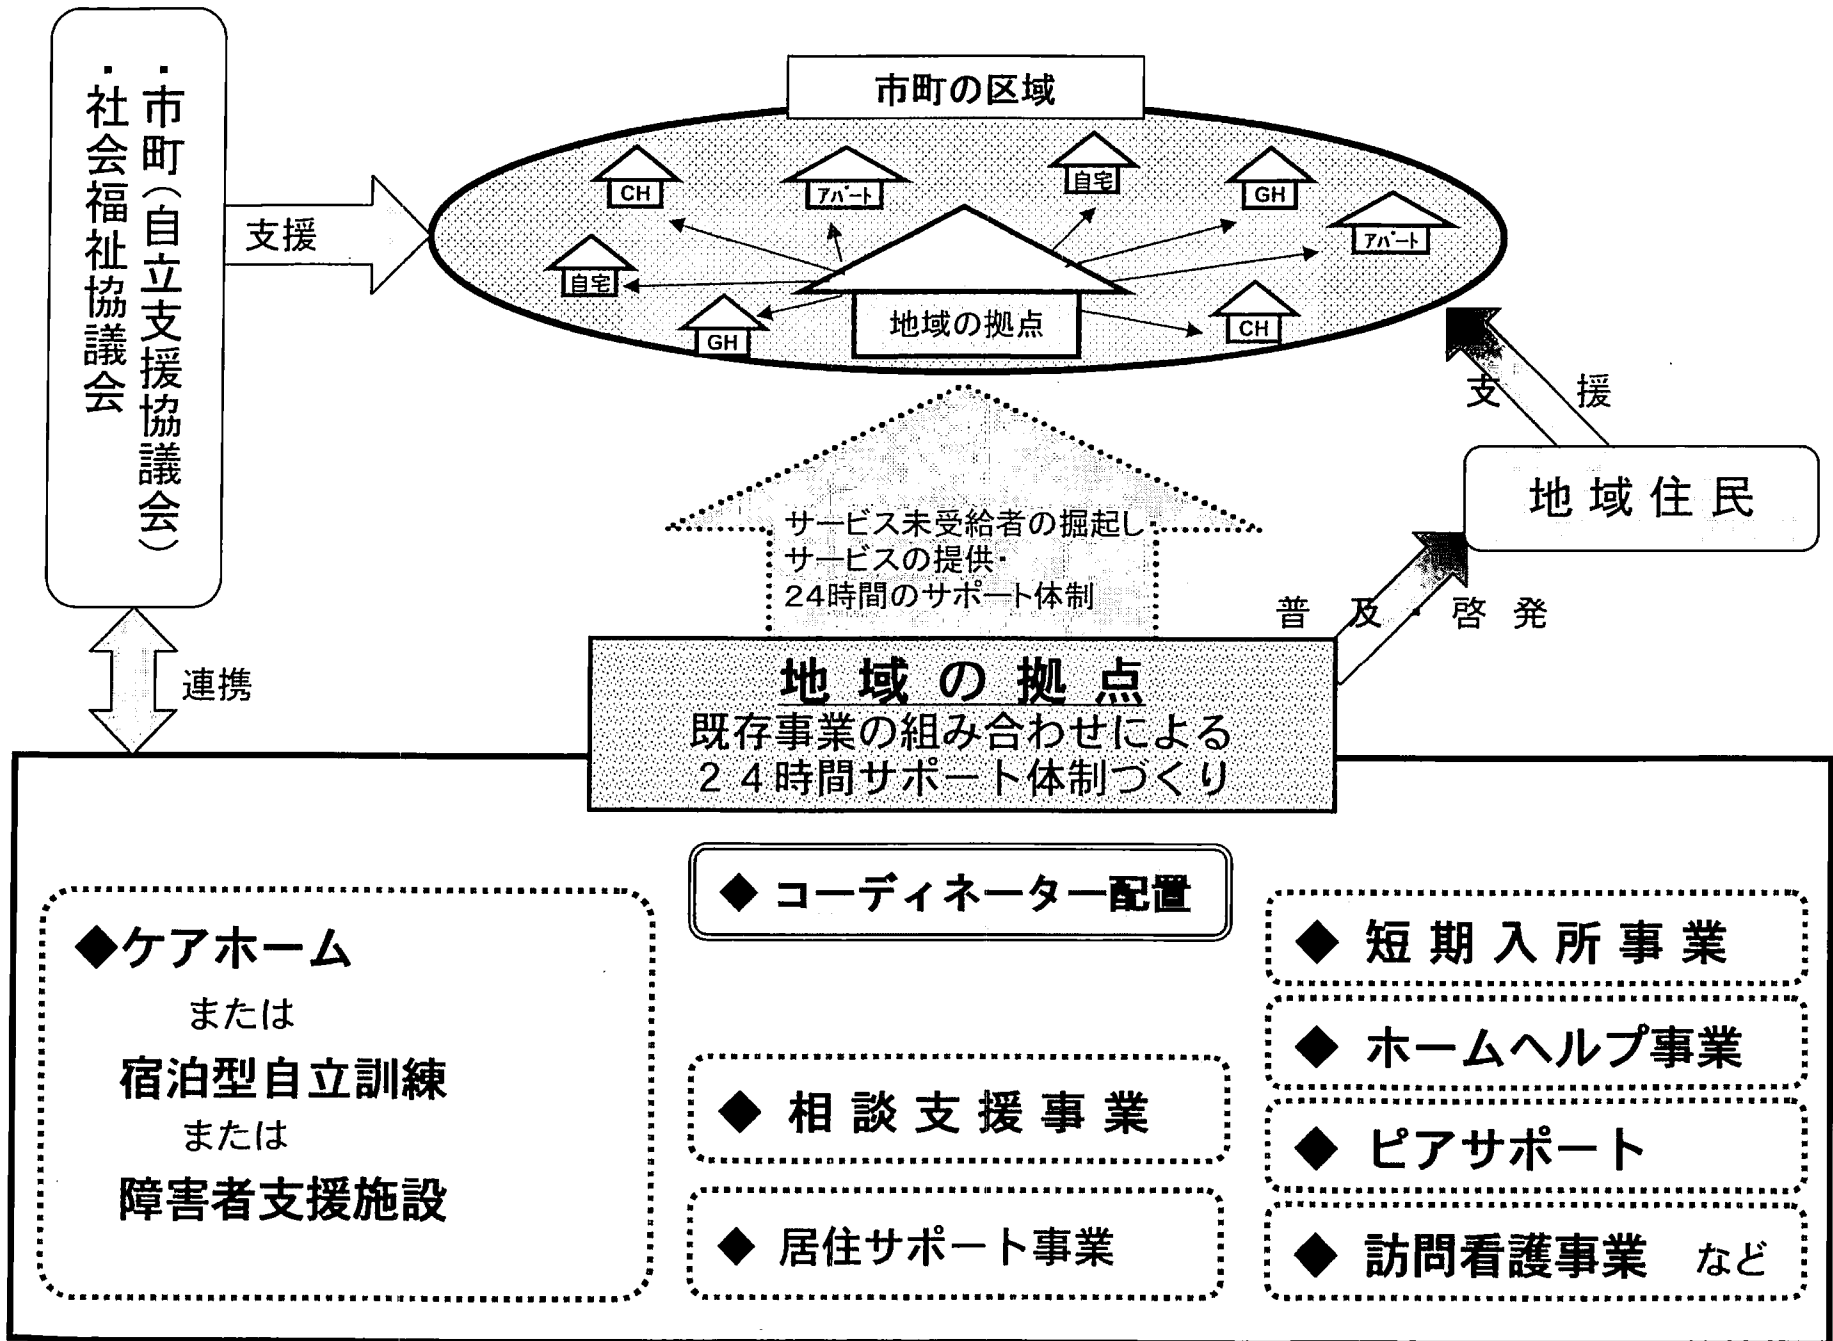 ・市町（自立支援協議会）
・社会福祉協議会
支援
市町の区域
CH
アパート
自宅
GH
アパート
自宅
GH
地域の拠点
CH
支援
地域住民
サービス未受給者の掘起し
サービスの提供・
24時間のサポート体制
普及・啓発
連携
地域の拠点
既存事業の組み合わせによる
２４時間サポート体制づくり
◆ コーディネーター配置
◆ケアホーム
または
宿泊型自立訓練
または
障害者支援施設
◆ 相談支援事業
◆ 居住サポート事業
◆ 短期入所事業
◆ ホームヘルプ事業
◆ ピアサポート
◆ 訪問看護事業 など